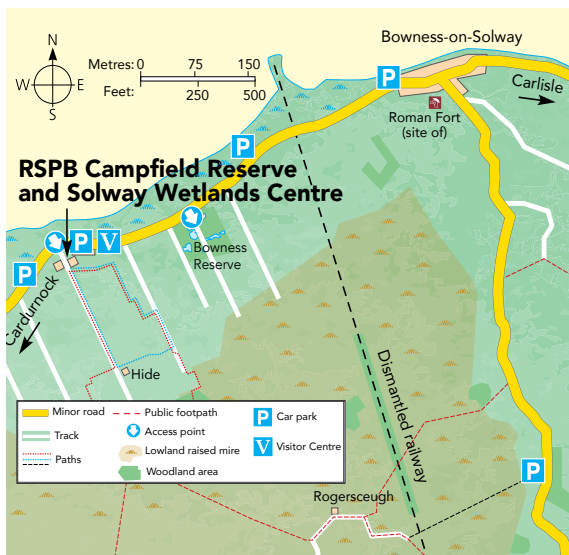 Bowness-on-Solway
N
W E
S
Metres: 0 75 150
Feet: 250 500
P
Carlisle
Roman Fort
(site of)
P
RSPB Campfield Reserve
and Solway Wetlands Centre
P V
Bowness
Reserve
P
Cardurnock
Hide
Dismantled railway
Minor road
Public footpath
P Car park
Track
Access point
Paths
Lowland raised mire
V Visitor Centre
Woodland area
P
Rogersceugh